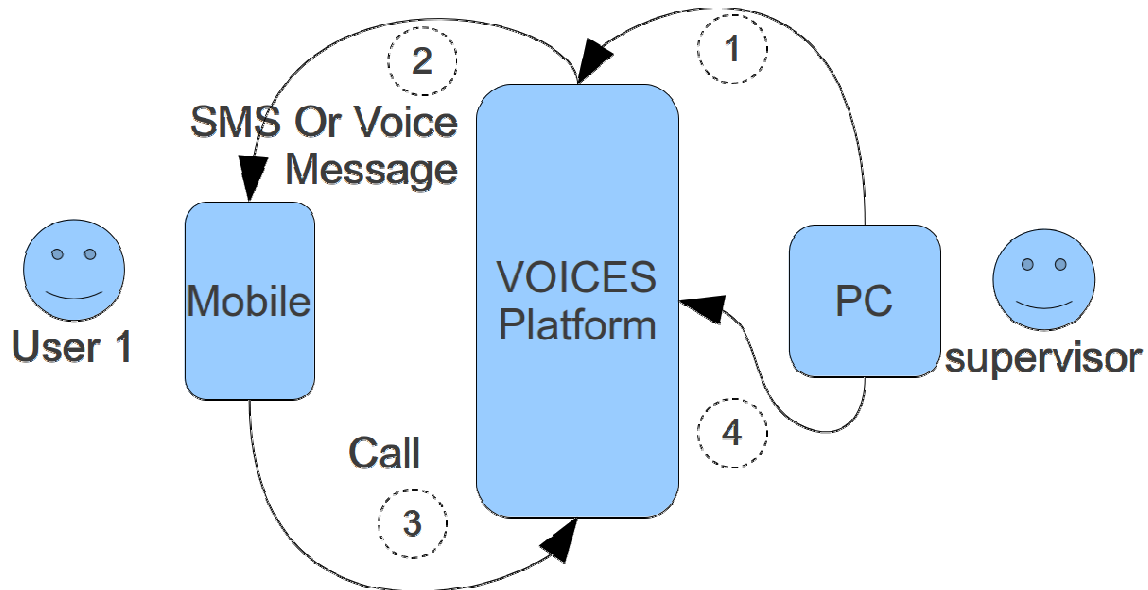 1
2
SMS Or Voice
Message
VOICES
Platform
Mobile
PC
User 1
supervisor
4
Call
3